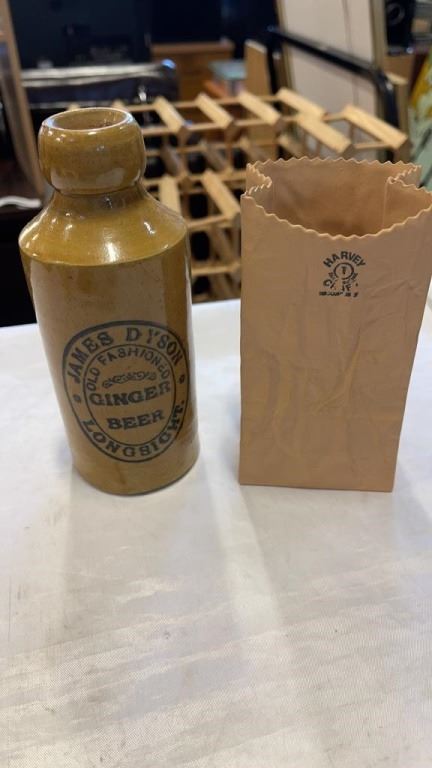 JAMES DYSON
OLD FASHIONED
GINGER
BEER
LONGSIGHT.
HARVEY